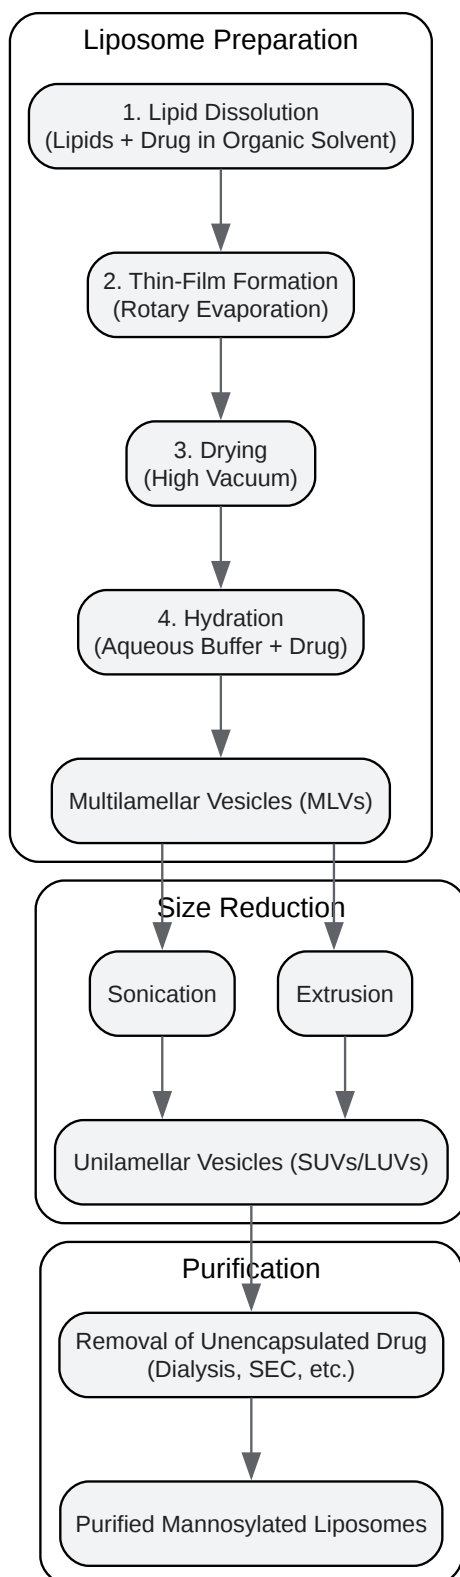 Liposome Preparation
1. Lipid Dissolution
(Lipids + Drug in Organic Solvent)
2. Thin-Film Formation
(Rotary Evaporation)
3. Drying
(High Vacuum)
4. Hydration
(Aqueous Buffer + Drug)
Multilamellar Vesicles (MLVs)
Size Reduction
Sonication
Extrusion
Unilamellar Vesicles (SUVs/LUVs)
Purification
Removal of Unencapsulated Drug
(Dialysis, SEC, etc.)
Purified Mannosylated Liposomes